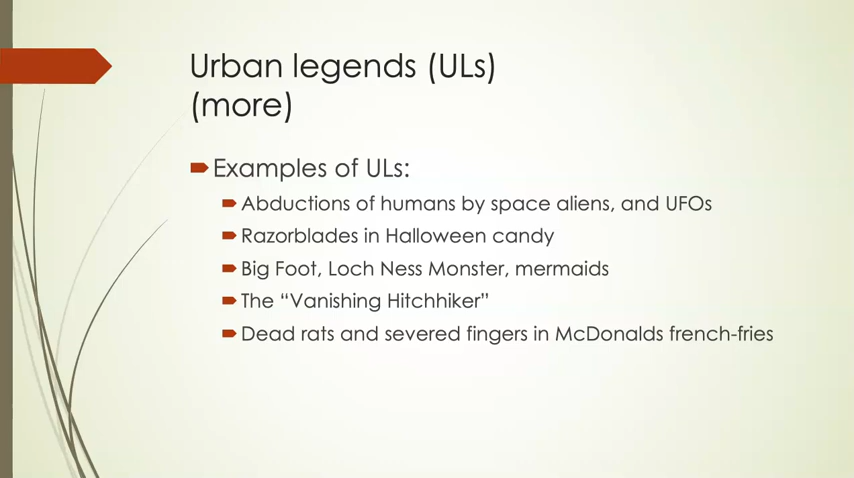 Urban legends (ULs)
(more)
Examples of ULs:
Abductions of humans by space aliens, and UFOs
Razorblades in Halloween candy
Big Foot, Loch Ness Monster, mermaids
The “Vanishing Hitchhiker”
Dead rats and severed fingers in McDonalds french-fries